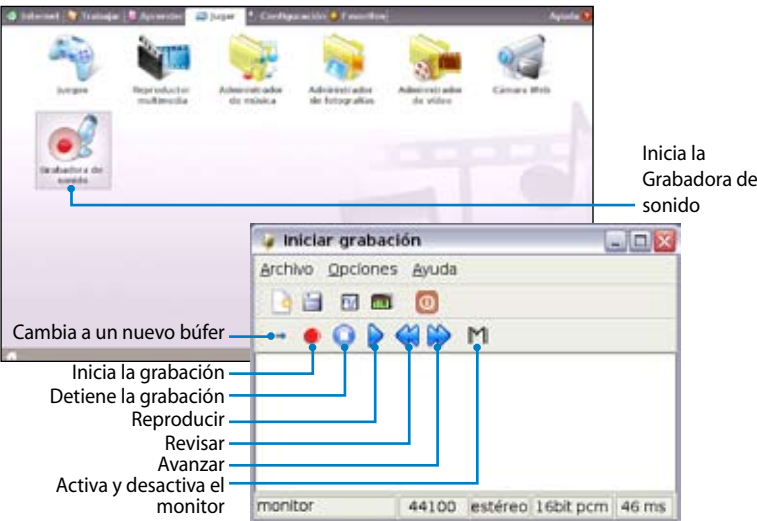 Internet Trabajar Aprender Jugar Configuración Favoritos Ayuda
Juegos
Reproductor
multimedia
Administrador
de música
Administrador
de fotografías
Administrador
de vídeo
Cámara Web
Grabadora de
sonido
Inicia la
Grabadora de
sonido
Iniciar grabación
Archivo Opciones Ayuda
Cambia a un nuevo búfer
Inicia la grabación
Detiene la grabación
Reproducir
Revisar
Avanzar
Activa y desactiva el
monitor
monitor 44100 estéreo 16bit pcm 46 ms